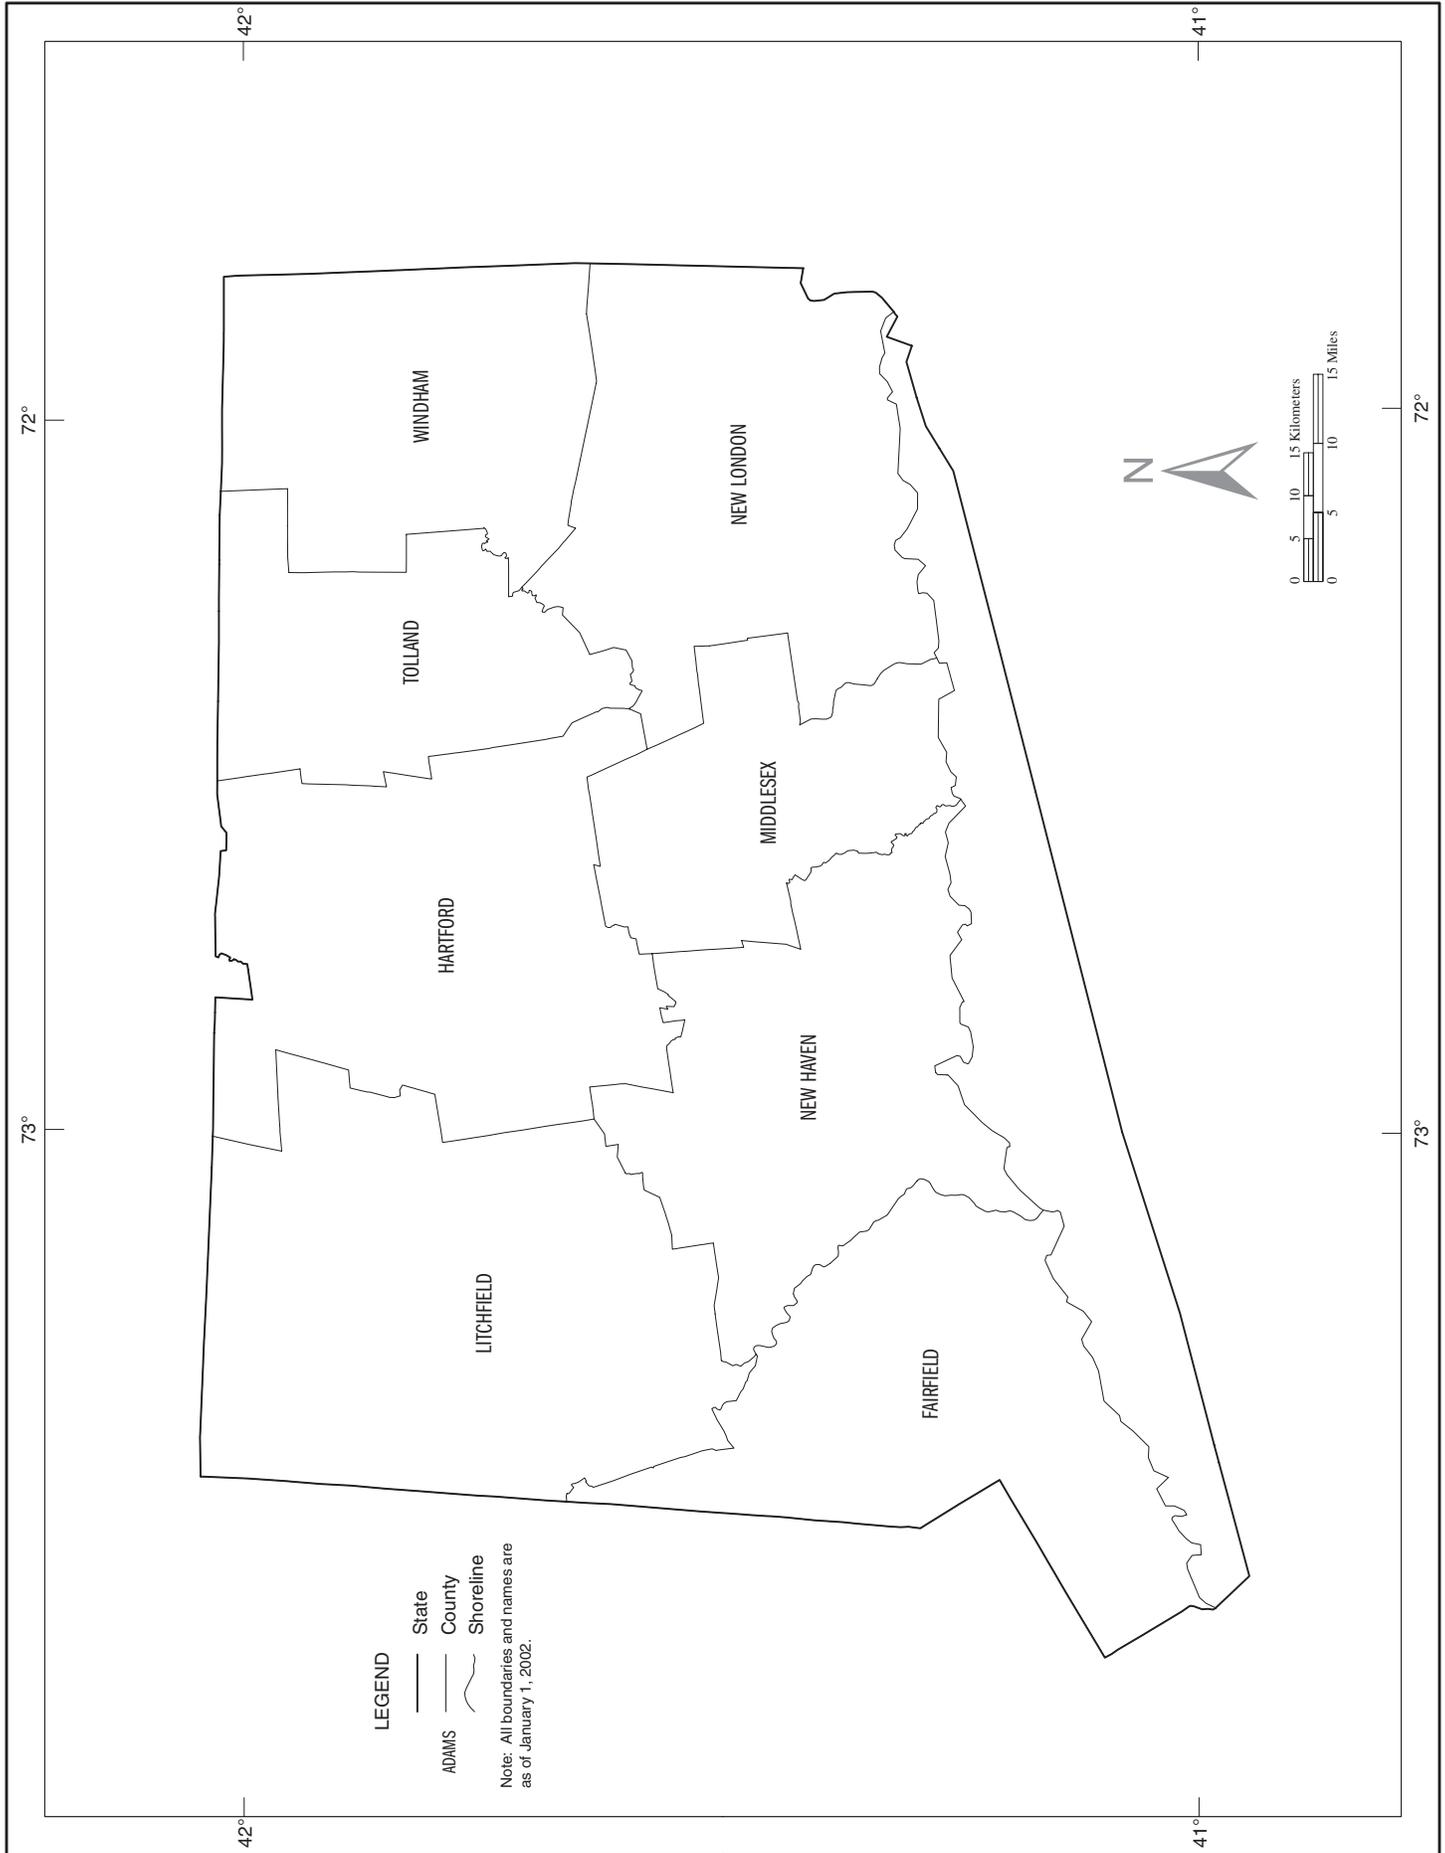 42°
41°
72°
73°
LITCHFIELD
HARTFORD
TOLLAND
WINDHAM
FAIRFIELD
NEW HAVEN
MIDDLESEX
NEW LONDON
LEGEND
State
ADAMS County
Shoreline
Note: All boundaries and names are
as of January 1, 2002.
N
0 5 10 15 Kilometers
0 5 10 15 Miles
73°
72°
42°
41°